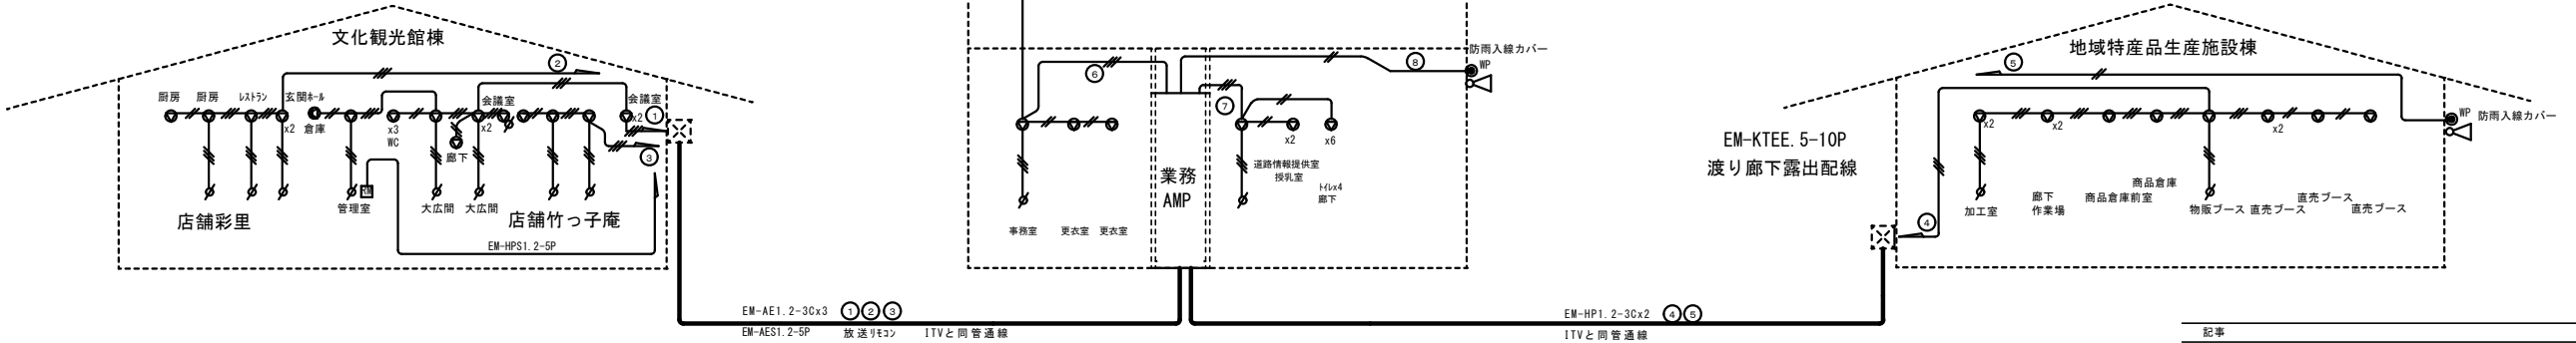 文化観光館棟
②
厨房
厨房
ﾚｽﾄﾗﾝ
玄関ﾎｰﾙ
会議室
会議室
x2
倉庫
x3
WC
x2
x2
①
廊下
③
管理室
大広間
大広間
店舗彩里
店舗竹っ子庵
EM-HPS1.2-5P
EM-AE1.2-3Cx3 ①②③
EM-AES1.2-5P 放送ﾘﾓｺﾝ ITVと同管通線
防雨入線カバー
⑧
WP
⑥
⑦
x2
x6
道路情報提供室
授乳室
ﾄｲﾚx4
廊下
業務
AMP
事務室
更衣室
更衣室
EM-HP1.2-3Cx2 ④⑤
ITVと同管通線
EM-KTEE.5-10P
渡り廊下露出配線
地域特産品生産施設棟
⑤
WP
防雨入線カバー
x2
x2
x2
④
加工室
廊下
作業場
商品倉庫前室
商品倉庫
物販ブース
直売ブース
直売ブース
直売ブース
記事